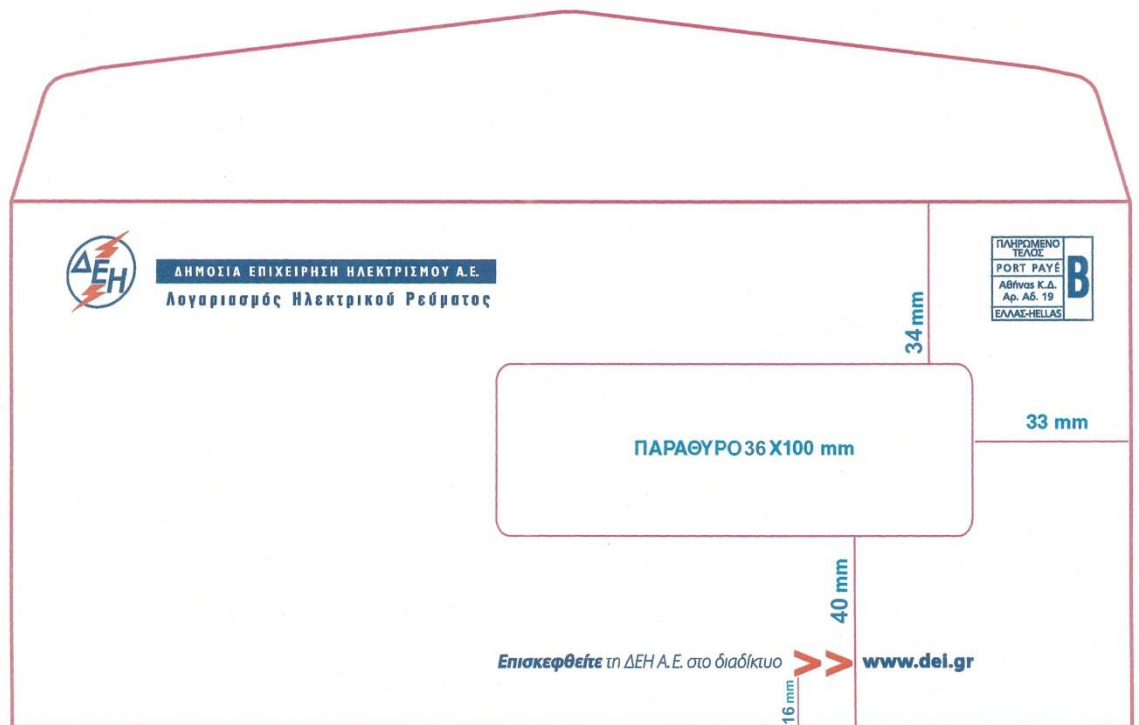 ΔΕΗ
ΔΗΜΟΣΙΑ ΕΠΙΧΕΙΡΗΣΗ ΗΛΕΚΤΡΙΣΜΟΥ Α.Ε.
Λογαριασμός Ηλεκτρικού Ρεύματος
ΠΛΗΡΩΜΕΝΟ
ΤΕΛΟΣ
PORT PAYÉ
Αθήνας Κ.Δ.
Αρ. Αδ. 19
ΕΛΛΑΣ-HELLAS
B
34 mm
33 mm
ΠΑΡΑΘΥΡΟ 36 X100 mm
40 mm
Επισκεφθείτε τη ΔΕΗ Α.Ε. στο διαδίκτυο >> www.dei.gr
16 mm